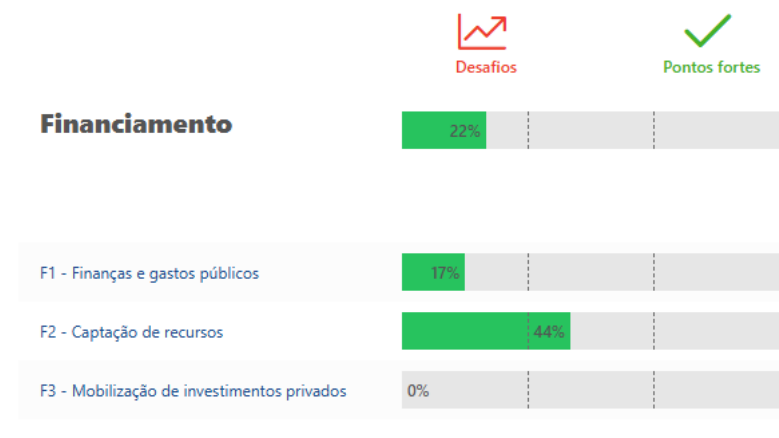 Desafios
Pontos fortes
Financiamento
22%
F1 - Finanças e gastos públicos
17%
F2 - Captação de recursos
44%
F3 - Mobilização de investimentos privados
0%